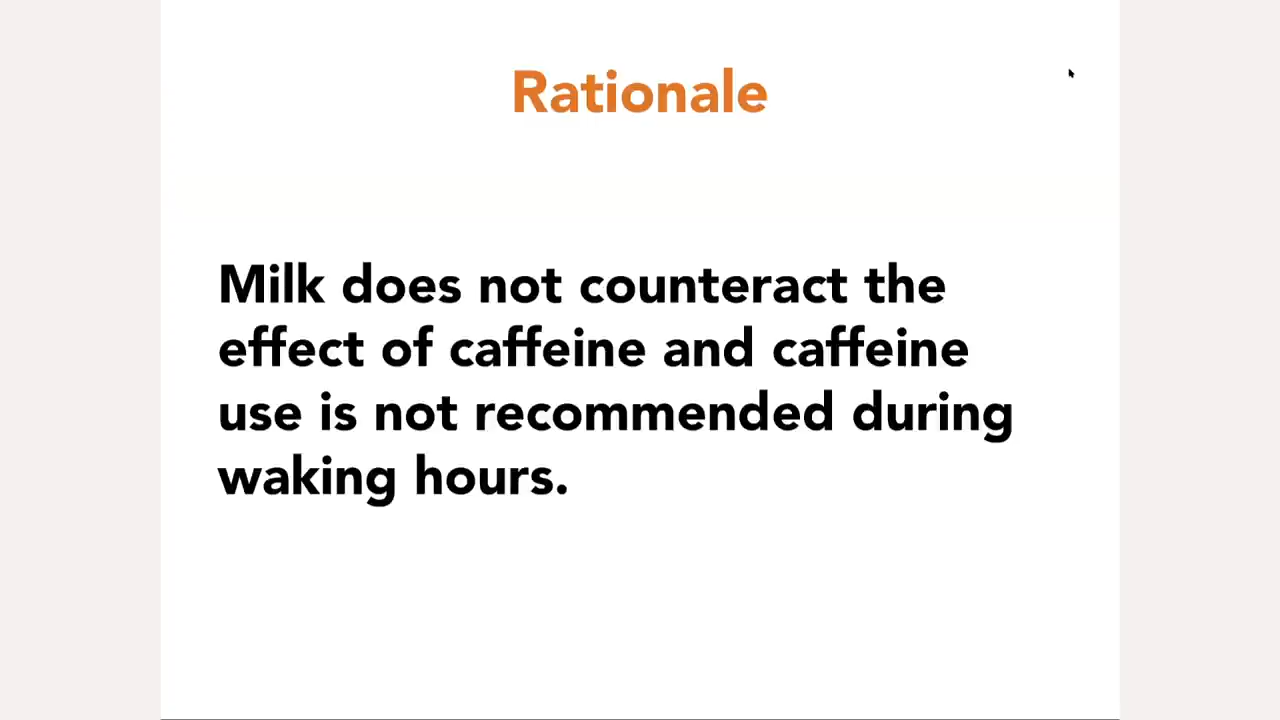 Rationale
Milk does not counteract the
effect of caffeine and caffeine
use is not recommended during
waking hours.